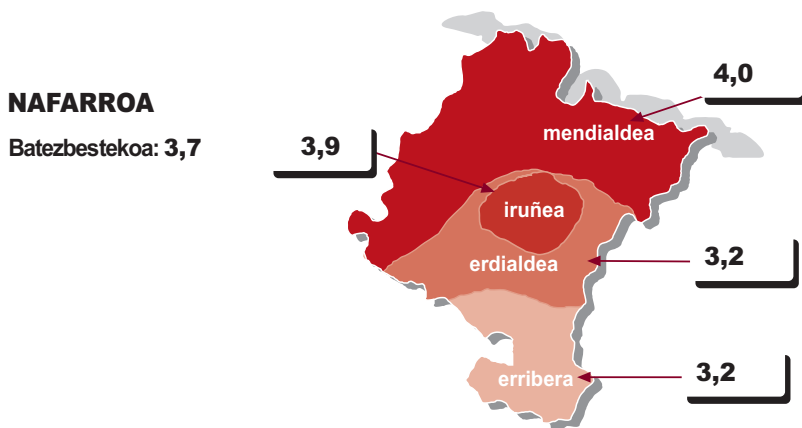 NAFARROA
Batezbestekoa: 3,7
4,0
mendialdea
3,9
iruñea
erdialdea
3,2
erribera
3,2